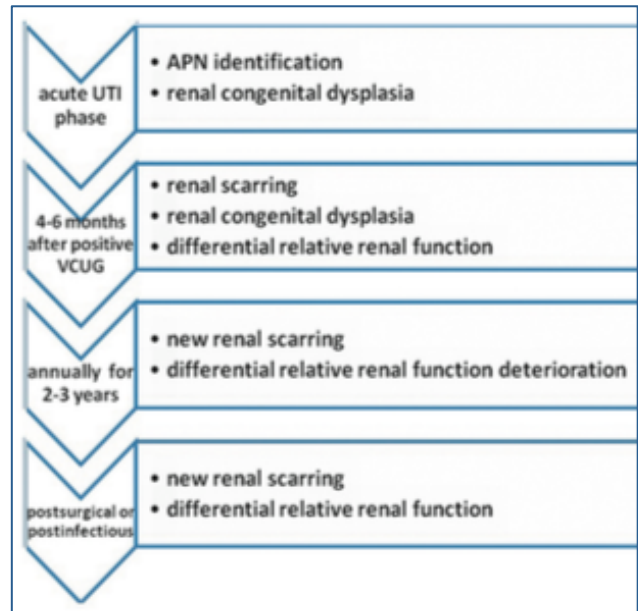 acute UTI
phase
• APN identification
• renal congenital dysplasia
4-6 months
after positive
VCUG
• renal scarring
• renal congenital dysplasia
• differential relative renal function
annually for
2-3 years
• new renal scarring
• differential relative renal function deterioration
postsurgical or
postinfectious
• new renal scarring
• differential relative renal function